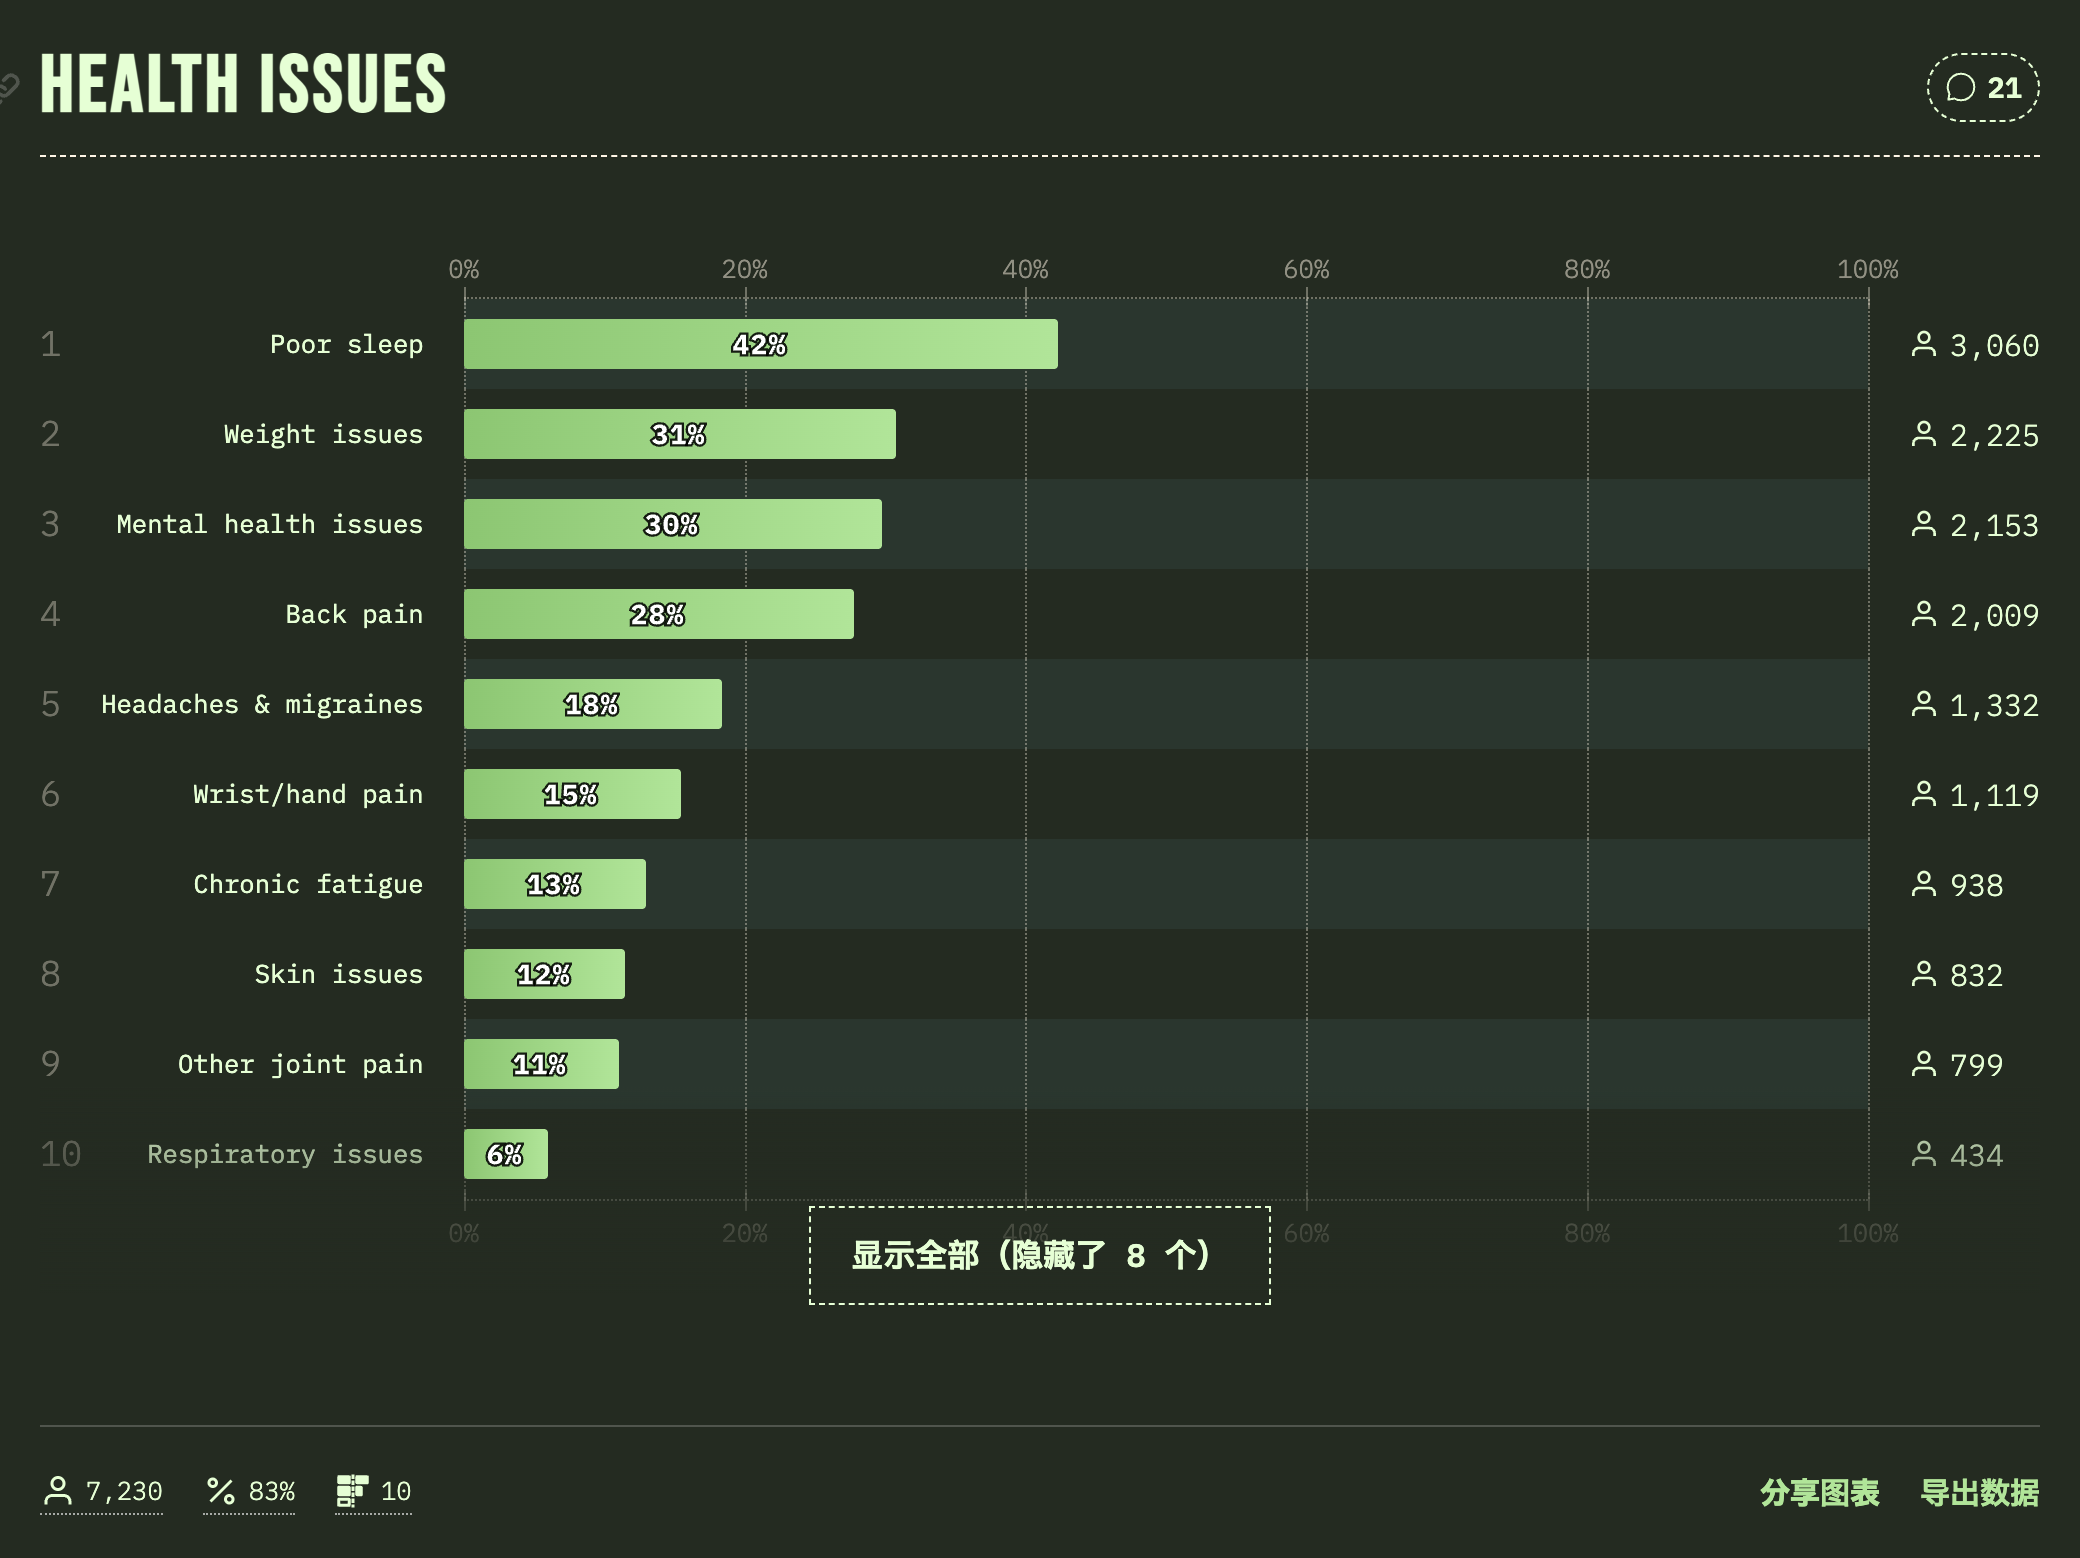 HEALTH ISSUES
21
0% 20% 40% 60% 80% 100%
1 Poor sleep 42% 3,060
2 Weight issues 31% 2,225
3 Mental health issues 30% 2,153
4 Back pain 28% 2,009
5 Headaches & migraines 18% 1,332
6 Wrist/hand pain 15% 1,119
7 Chronic fatigue 13% 938
8 Skin issues 12% 832
9 Other joint pain 11% 799
10 Respiratory issues 6% 434
0% 20% 40% 60% 80% 100%
显示全部（隐藏了 8 个）
7,230 83% 10 分享图表 导出数据